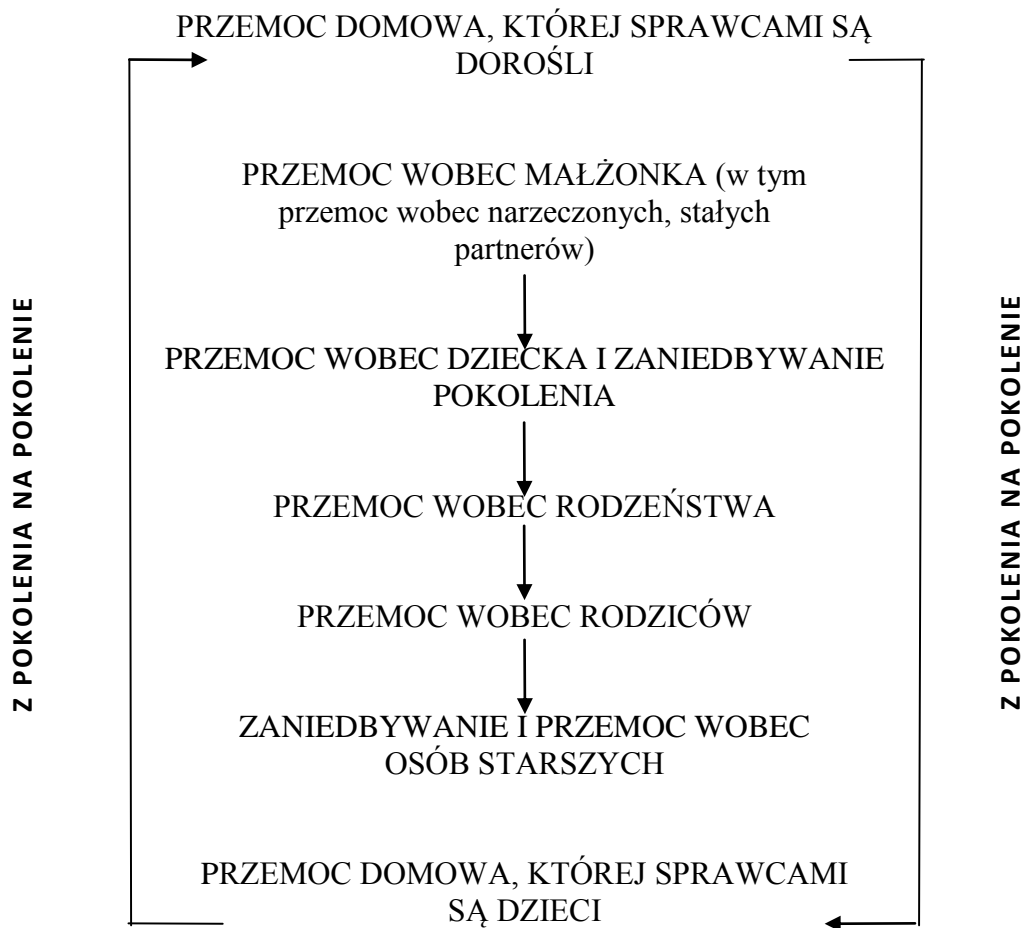 PRZEMOC DOMOWA, KTÓREJ SPRAWCAMI SĄ
DOROŚLI
PRZEMOC WOBEC MAŁŻONKA (w tym
przemoc wobec narzeczonych, stałych
partnerów)
PRZEMOC WOBEC DZIECKA I ZANIEDBYWANIE
POKOLENIA
PRZEMOC WOBEC RODZEŃSTWA
PRZEMOC WOBEC RODZICÓW
ZANIEDBYWANIE I PRZEMOC WOBEC
OSÓB STARSZYCH
PRZEMOC DOMOWA, KTÓREJ SPRAWCAMI
SĄ DZIECI
Z POKOLENIA NA POKOLENIE
Z POKOLENIA NA POKOLENIE